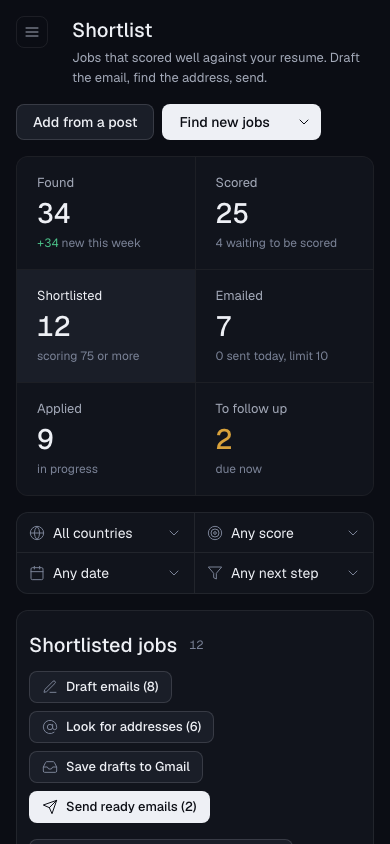 Shortlist
Jobs that scored well against your resume. Draft
the email, find the address, send.
Add from a post
Find new jobs
Found
34
+34 new this week
Scored
25
4 waiting to be scored
Shortlisted
12
scoring 75 or more
Emailed
7
0 sent today, limit 10
Applied
9
in progress
To follow up
2
due now
All countries
Any score
Any date
Any next step
Shortlisted jobs 12
Draft emails (8)
Look for addresses (6)
Save drafts to Gmail
Send ready emails (2)